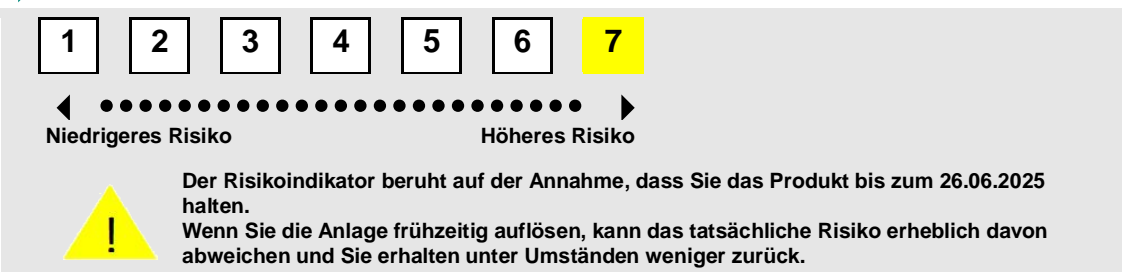 1 2 3 4 5 6 7
Niedrigeres Risiko Höheres Risiko
Der Risikoindikator beruht auf der Annahme, dass Sie das Produkt bis zum 26.06.2025
halten.
!
Wenn Sie die Anlage frühzeitig auflösen, kann das tatsächliche Risiko erheblich davon
abweichen und Sie erhalten unter Umständen weniger zurück.